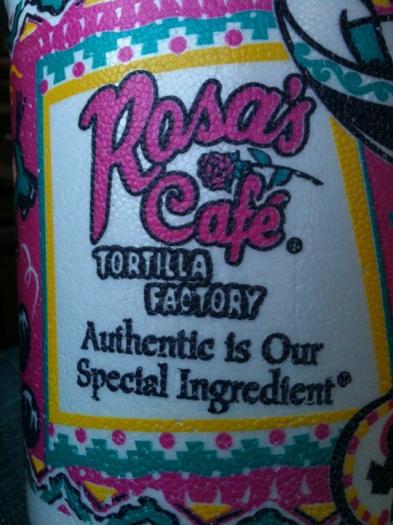 Rosa's
Café®
TORTILLA
FACTORY
Authentic is Our
Special Ingredient®